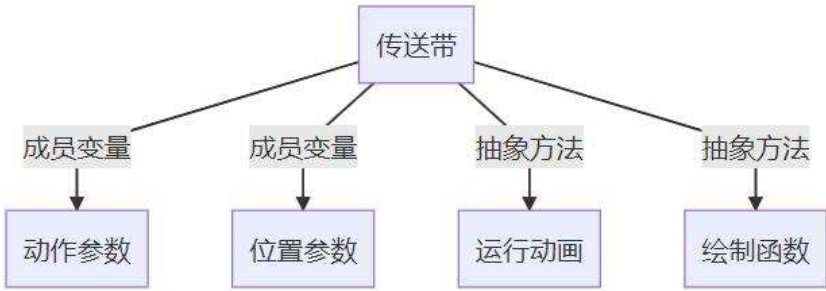 传送带
成员变量
成员变量
抽象方法
抽象方法
动作参数
位置参数
运行动画
绘制函数